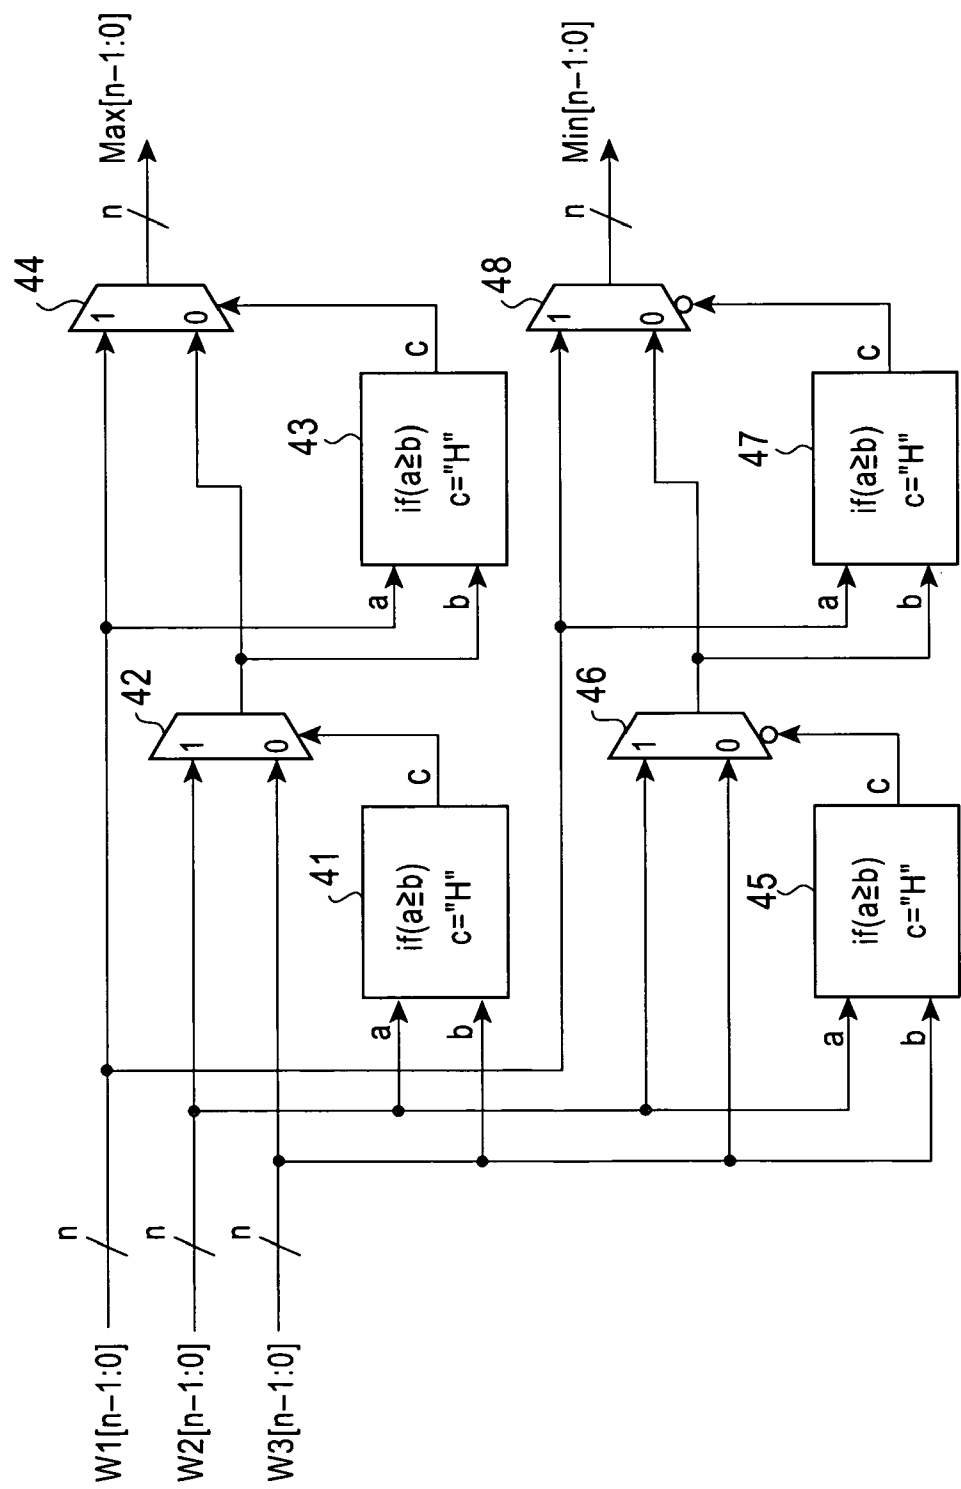 W1[n-1:0]
W2[n-1:0]
W3[n-1:0]
n
n
n
a
b
41
if(a≧b)
c="H"
c
42
1
0
a
b
43
if(a≧b)
c="H"
c
44
1
0
n
Max[n-1:0]
a
b
45
if(a≧b)
c="H"
c
46
1
0
a
b
47
if(a≧b)
c="H"
c
48
1
0
n
Min[n-1:0]